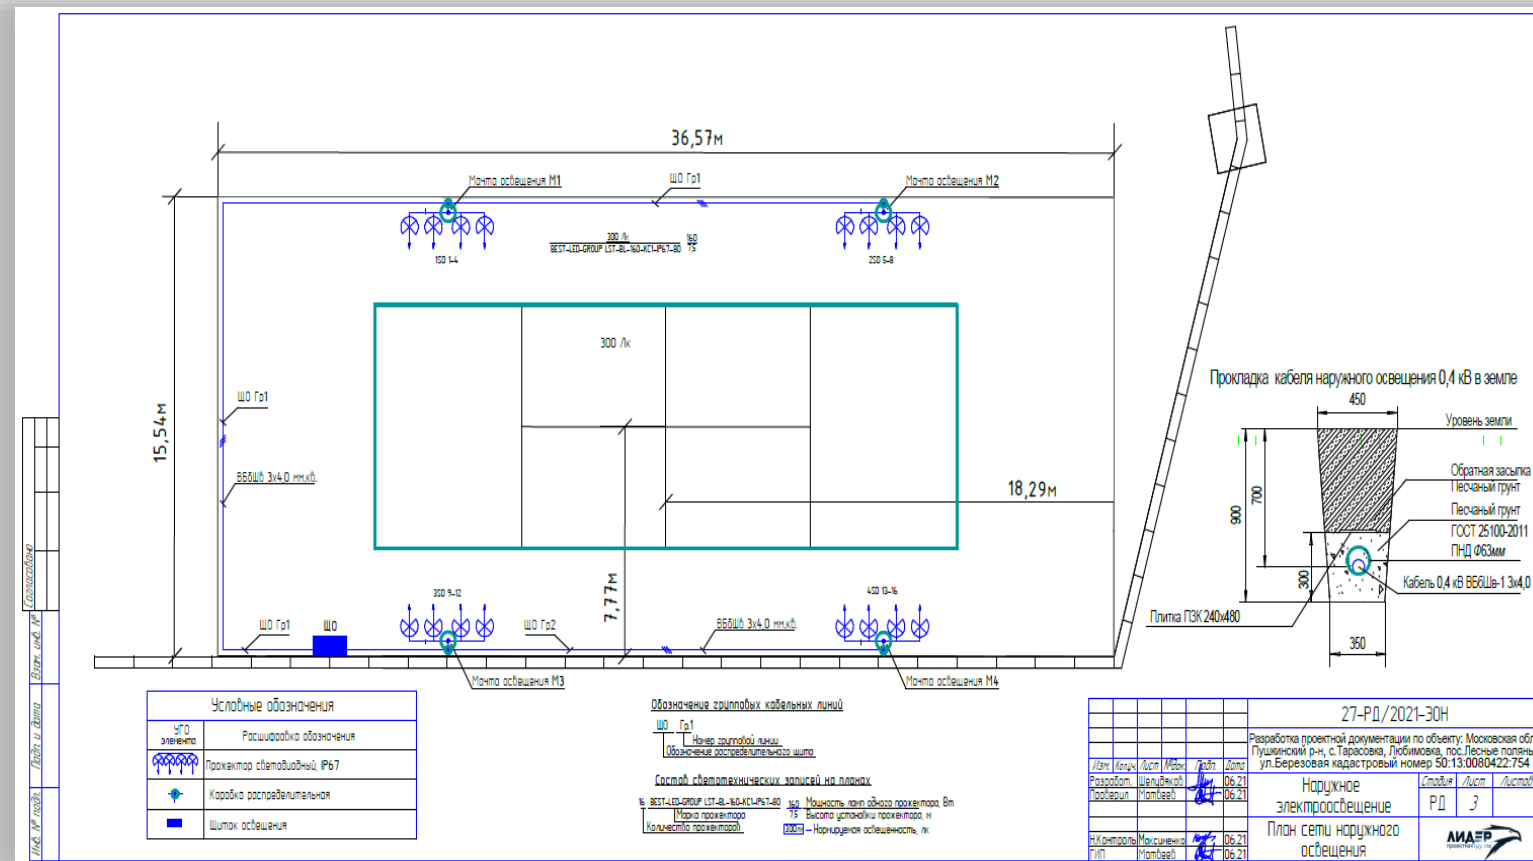 36,57м
Мачта освещения М1
ЩО Гр1
Мачта освещения М2
300 Лк
BEST-LED-GROUP LST-BL-160-КС1-IP67-80
160
7,5
1SD 1-4
2SD 5-8
300 Лк
15,54м
ЩО Гр1
ВБбШв 3х4,0 мм.кв.
18,29м
7,77м
3SD 9-12
4SD 13-16
ЩО Гр1
ЩО
ЩО Гр2
ВБбШв 3х4,0 мм.кв.
Мачта освещения М3
Мачта освещения М4
Прокладка кабеля наружного освещения 0,4 кВ в земле
450
Уровень земли
Обратная засыпка
Песчаный грунт
Песчаный грунт
ГОСТ 25100-2011
ПНД Ф63мм
Кабель 0,4 кВ ВБбШв-1 3х4,0
900
700
300
Плитка ПЗК 240х480
350
Согласовано
Взам. инв. №
Подп. и дата
Инв. № подл.
Условные обозначения
УГО
элемента
Расшифровка обозначения
Прожектор светодиодный, IP67
Коробка распределительная
Щиток освещения
Обозначение групповых кабельных линий
ЩО Гр.1
Номер групповой линии
Обозначение распределительного щита
Состав светотехнических записей на планах
16 BEST-LED-GROUP LST-BL-160-КС1-IP67-80
Марка прожектора
Количество прожекторов
160 Мощность ламп одного прожектора, Вт
7,5 Высота установки прожектора, м
300лк – Нормируемая освещенность, лк
27-РД/2021-ЭОН
Разработка проектной документации по объекту: Московская обл
Пушкинский р-н, с.Тарасовка, Любимовка, пос.Лесные поляны
ул.Березовая кадастровый номер 50:13:0080422:754
Изм. Кол.уч. Лист №док. Подп. Дата
Разработ. Шелудяков 06.21
Проверил Матвеев 06.21
Н.Контроль Максименко 06.21
ГИП Матвеев 06.21
Наружное
электроосвещение
Стадия Лист Листов
РД 3
План сети наружного
освещения
ЛИДЕР